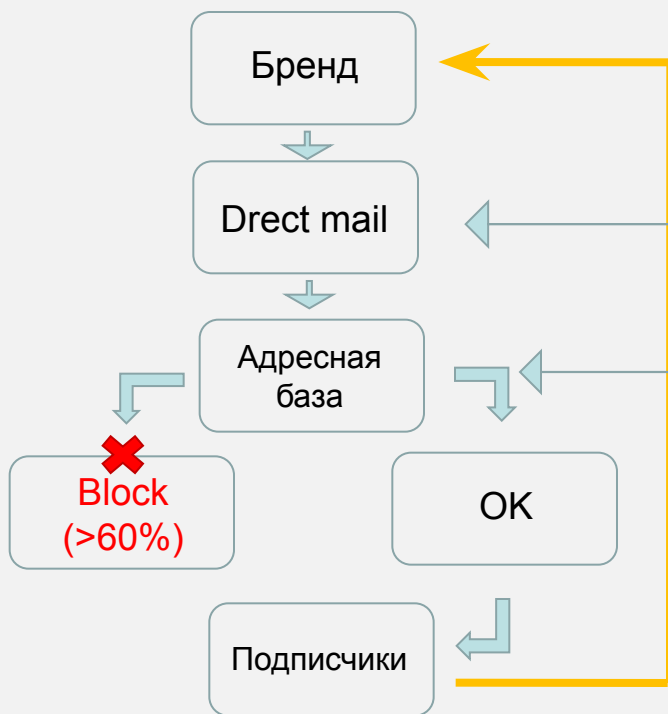 Бренд
Drect mail
Адресная
база
Block
(>60%)
OK
Подписчики